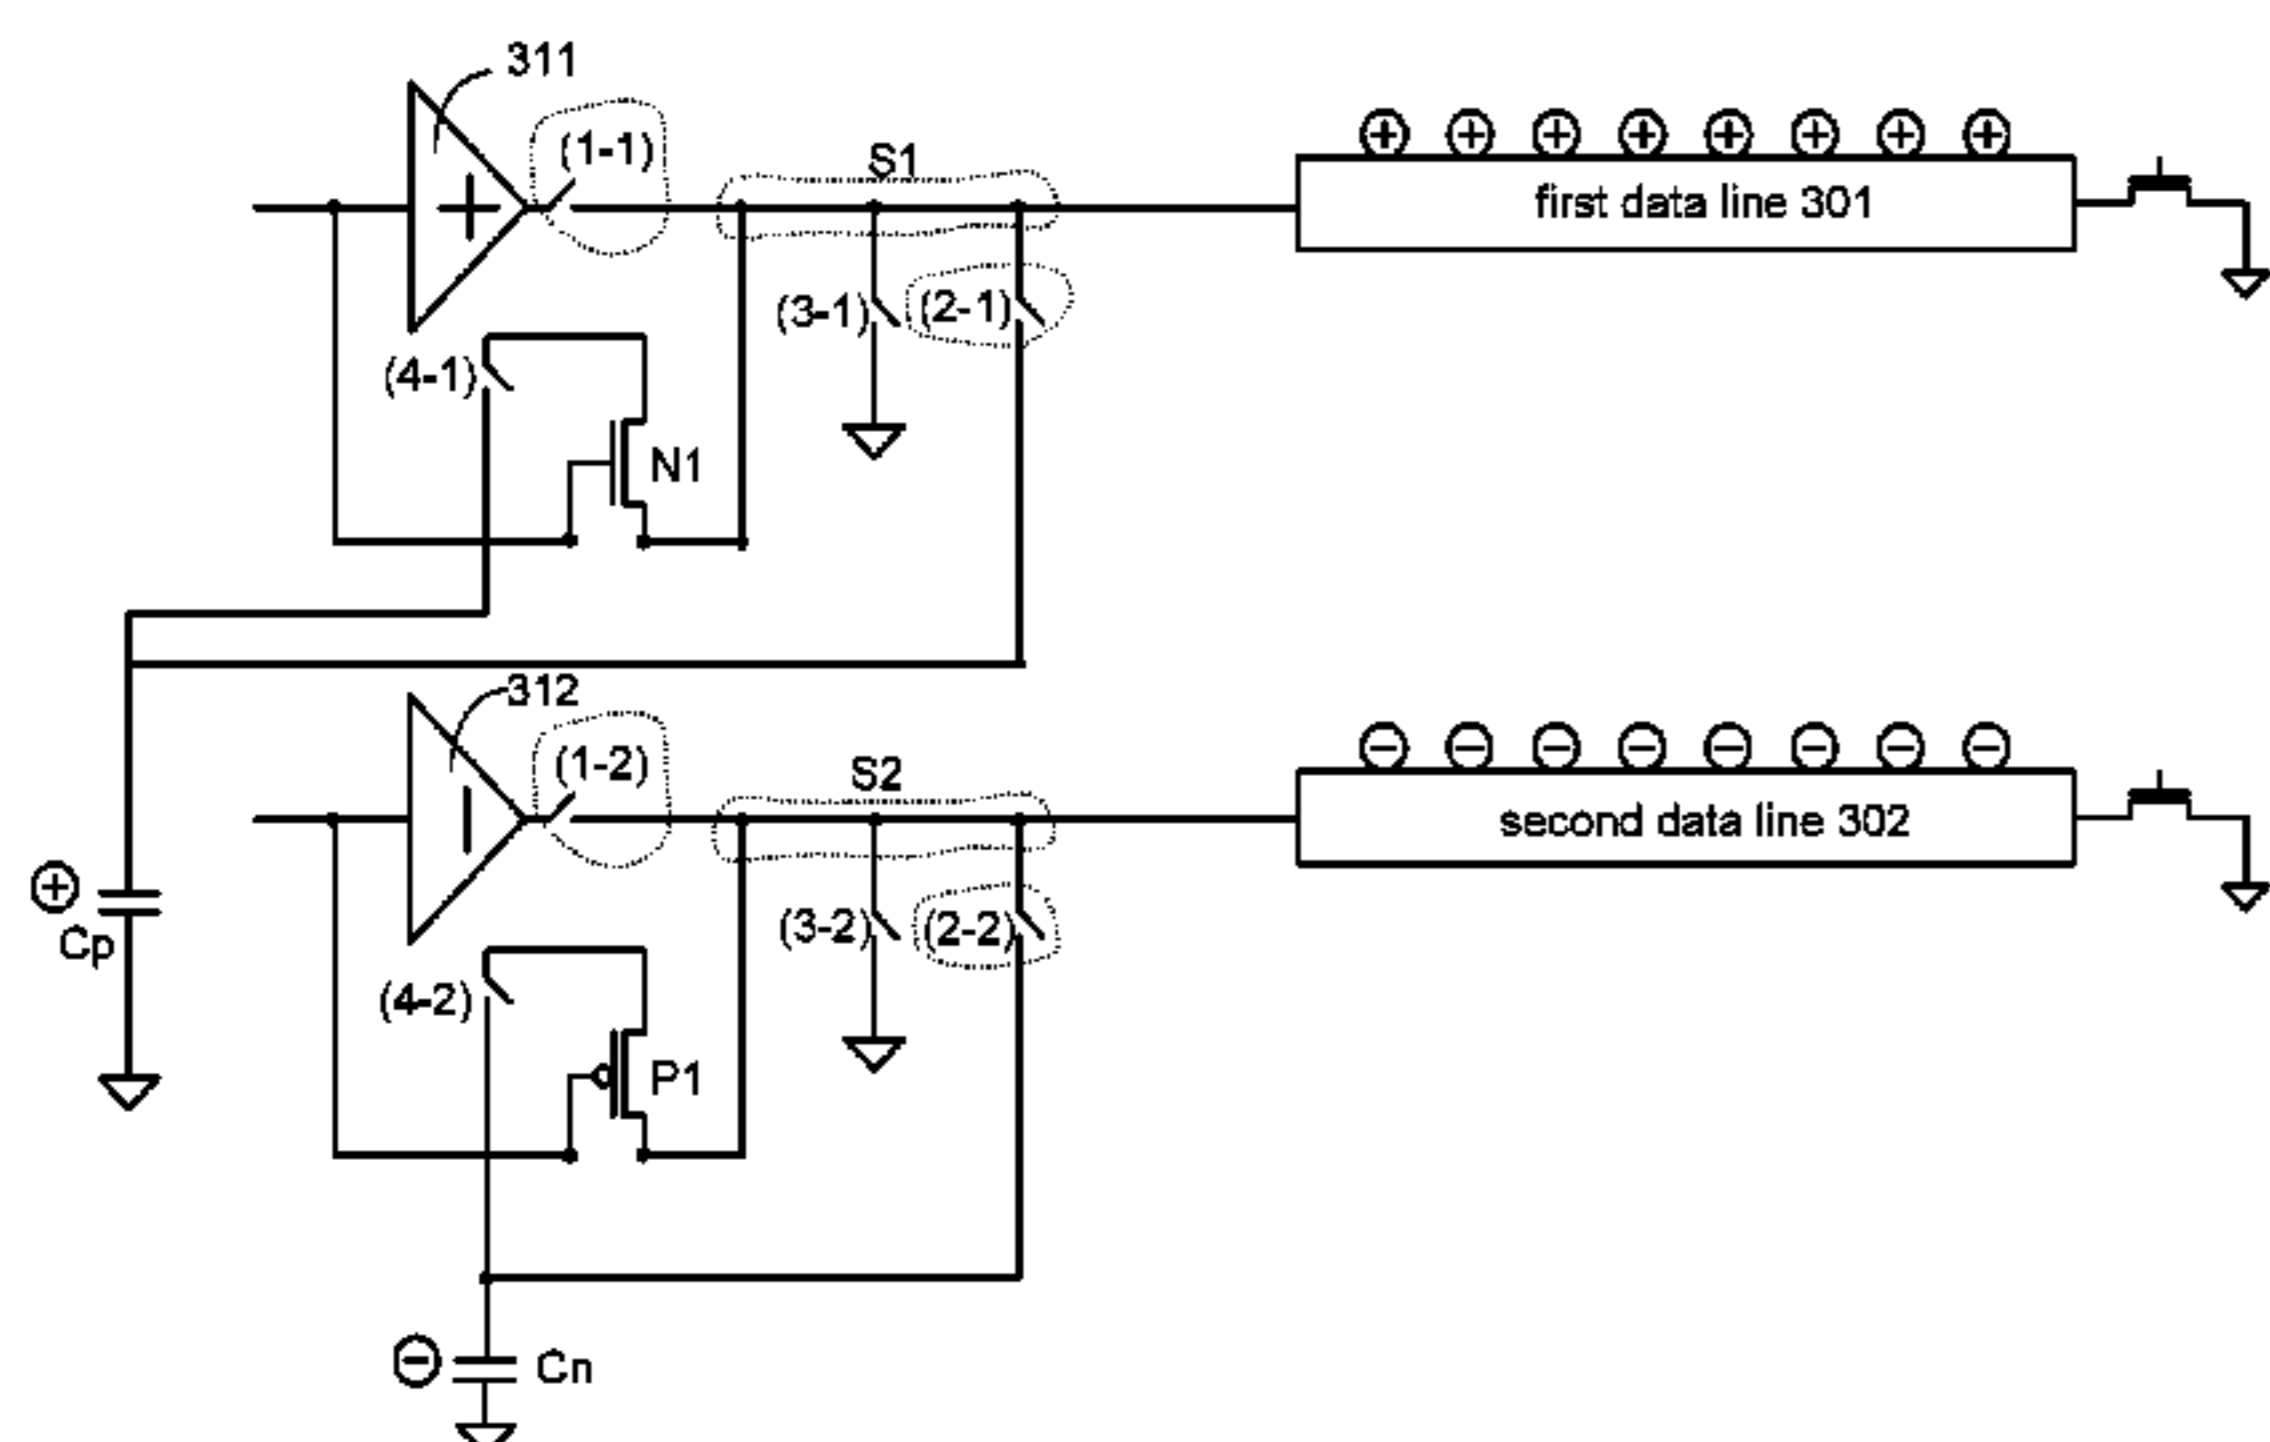 311
(1-1)
S1
first data line 301
(3-1)
(2-1)
(4-1)
N1
312
(1-2)
S2
second data line 302
Cp
(3-2)
(2-2)
(4-2)
P1
Cn